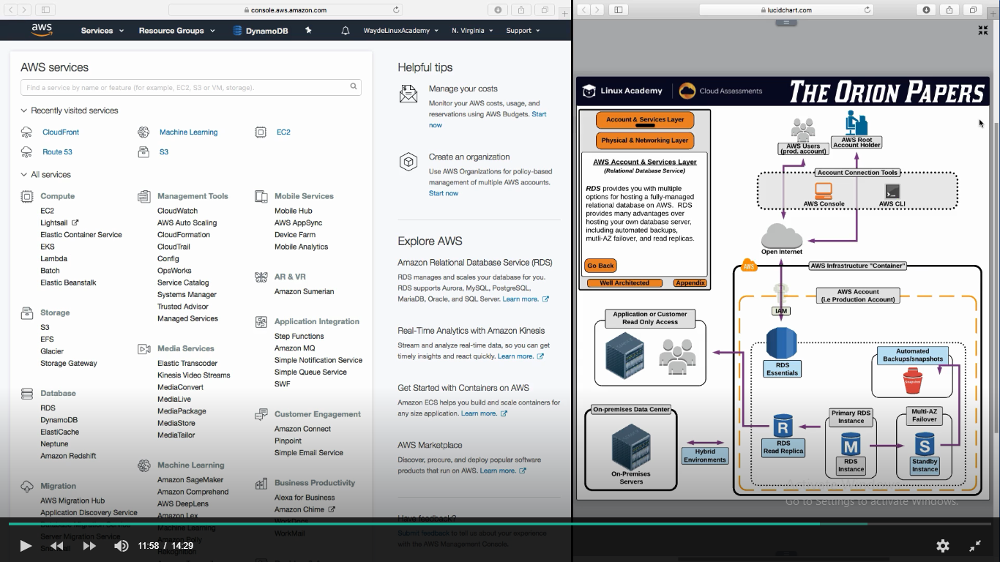 console.aws.amazon.com
aws
Services
Resource Groups
DynamoDB
WaydeLinuxAcademy
N. Virginia
Support
AWS services
Find a service by name or feature (for example, EC2, S3 or VM, storage).
Recently visited services
CloudFront
Machine Learning
EC2
Route 53
S3
All services
Compute
EC2
Lightsail
Elastic Container Service
EKS
Lambda
Batch
Elastic Beanstalk
Storage
S3
EFS
Glacier
Storage Gateway
Database
RDS
DynamoDB
ElastiCache
Neptune
Amazon Redshift
Migration
AWS Migration Hub
Application Discovery Service
Database Migration Service
Server Migration Service
Management Tools
CloudWatch
AWS Auto Scaling
CloudFormation
CloudTrail
Config
OpsWorks
Service Catalog
Systems Manager
Trusted Advisor
Managed Services
Media Services
Elastic Transcoder
Kinesis Video Streams
MediaConvert
MediaLive
MediaPackage
MediaStore
MediaTailor
Machine Learning
Amazon SageMaker
Amazon Comprehend
AWS DeepLens
Amazon Lex
Machine Learning
Amazon Polly
Rekognition
Mobile Services
Mobile Hub
AWS AppSync
Device Farm
Mobile Analytics
AR & VR
Amazon Sumerian
Application Integration
Step Functions
Amazon MQ
Simple Notification Service
Simple Queue Service
SWF
Customer Engagement
Amazon Connect
Pinpoint
Simple Email Service
Business Productivity
Alexa for Business
Amazon Chime
WorkDocs
WorkMail
Helpful tips
Manage your costs
Monitor your AWS costs, usage, and
reservations using AWS Budgets. Start
now
Create an organization
Use AWS Organizations for policy-based
management of multiple AWS accounts.
Start now
Explore AWS
Amazon Relational Database Service (RDS)
RDS manages and scales your database for you.
RDS supports Aurora, MySQL, PostgreSQL,
MariaDB, Oracle, and SQL Server. Learn more.
Real-Time Analytics with Amazon Kinesis
Stream and analyze real-time data, so you can get
timely insights and react quickly. Learn more.
Get Started with Containers on AWS
Amazon ECS helps you build and scale containers for
any size application. Learn more.
AWS Marketplace
Discover, procure, and deploy popular software
products that run on AWS. Learn more.
Have feedback?
Submit feedback to tell us about your experience
with the AWS Management Console.
lucidchart.com
Linux Academy
Cloud Assessments
THE ORION PAPERS
Account & Services Layer
Physical & Networking Layer
AWS Account & Services Layer
(Relational Database Service)
RDS provides you with multiple
options for hosting a fully-managed
relational database on AWS. RDS
provides many advantages over
hosting your own database server,
including automated backups,
mutli-AZ failover, and read replicas.
Go Back
Well Architected
Appendix
AWS Users
(prod. account)
AWS Root
Account Holder
Account Connection Tools
AWS Console
AWS CLI
Open Internet
AWS
AWS Infrastructure "Container"
AWS Account
(i.e Production Account)
IAM
Application or Customer
Read Only Access
RDS
Essentials
Automated
Backups/snapshots
Snapshot
On-premises Data Center
On-Premises
Servers
Hybrid
Environments
R
RDS
Read Replica
Primary RDS
Instance
M
RDS
Instance
Multi-AZ
Failover
S
Standby
Instance
Go to Settings to activate Windows.
11:58 / 14:29